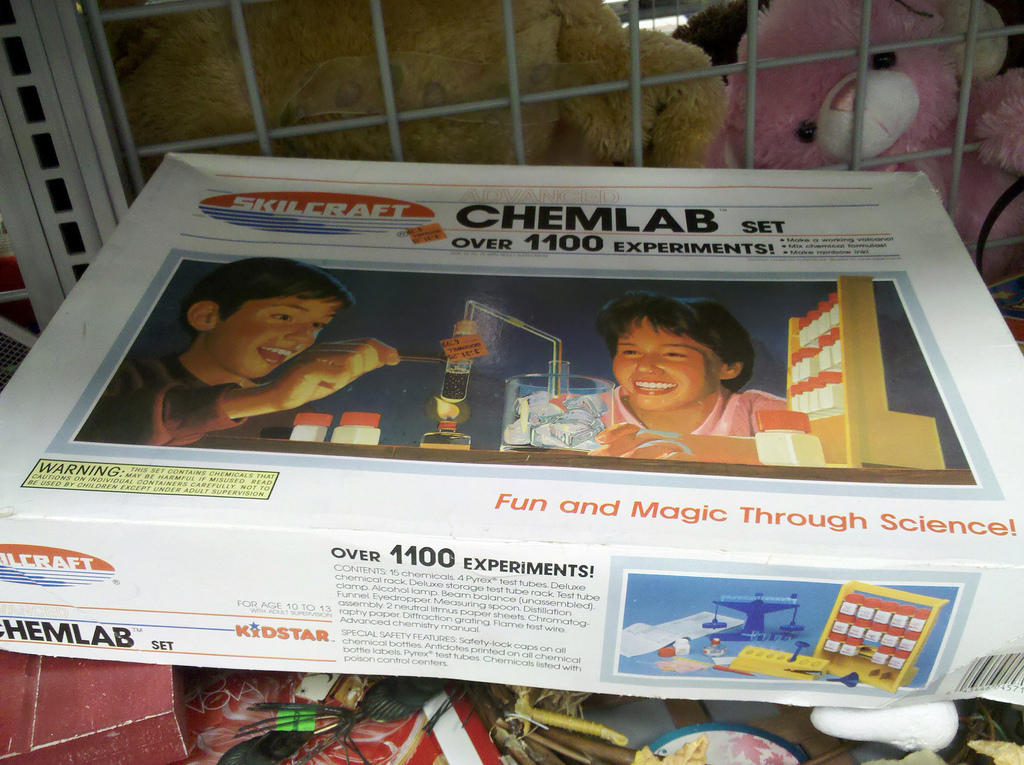 ADVANCED
SKILCRAFT ®
CHEMLAB™ SET
OVER 1100 EXPERIMENTS!
• Make a working volcano!
• Mix chemical formulas!
• Make rainbow ink!
WARNING: THIS SET CONTAINS CHEMICALS THAT
MAY BE HARMFUL IF MISUSED. READ
CAUTIONS ON INDIVIDUAL CONTAINERS CAREFULLY. NOT TO
BE USED BY CHILDREN EXCEPT UNDER ADULT SUPERVISION
Fun and Magic Through Science!
ILCRAFT ®
CHEMLAB™ SET
FOR AGE 10 TO 13
WITH ADULT SUPERVISION
KIDSTAR
OVER 1100 EXPERIMENTS!
CONTENTS: 15 chemicals. 4 Pyrex® test tubes. Deluxe
chemical rack. Deluxe storage test tube rack. Test tube
clamp. Alcohol lamp. Beam balance (unassembled).
Funnel. Eyedropper. Measuring spoon. Distillation
assembly. 2 neutral litmus paper sheets. Chromatog-
raphy paper. Diffraction grating. Flame test wire.
Advanced chemistry manual.
SPECIAL SAFETY FEATURES: Safety-lock caps on all
chemical bottles. Antidotes printed on all chemical
bottle labels. Pyrex® test tubes. Chemicals listed with
poison control centers.